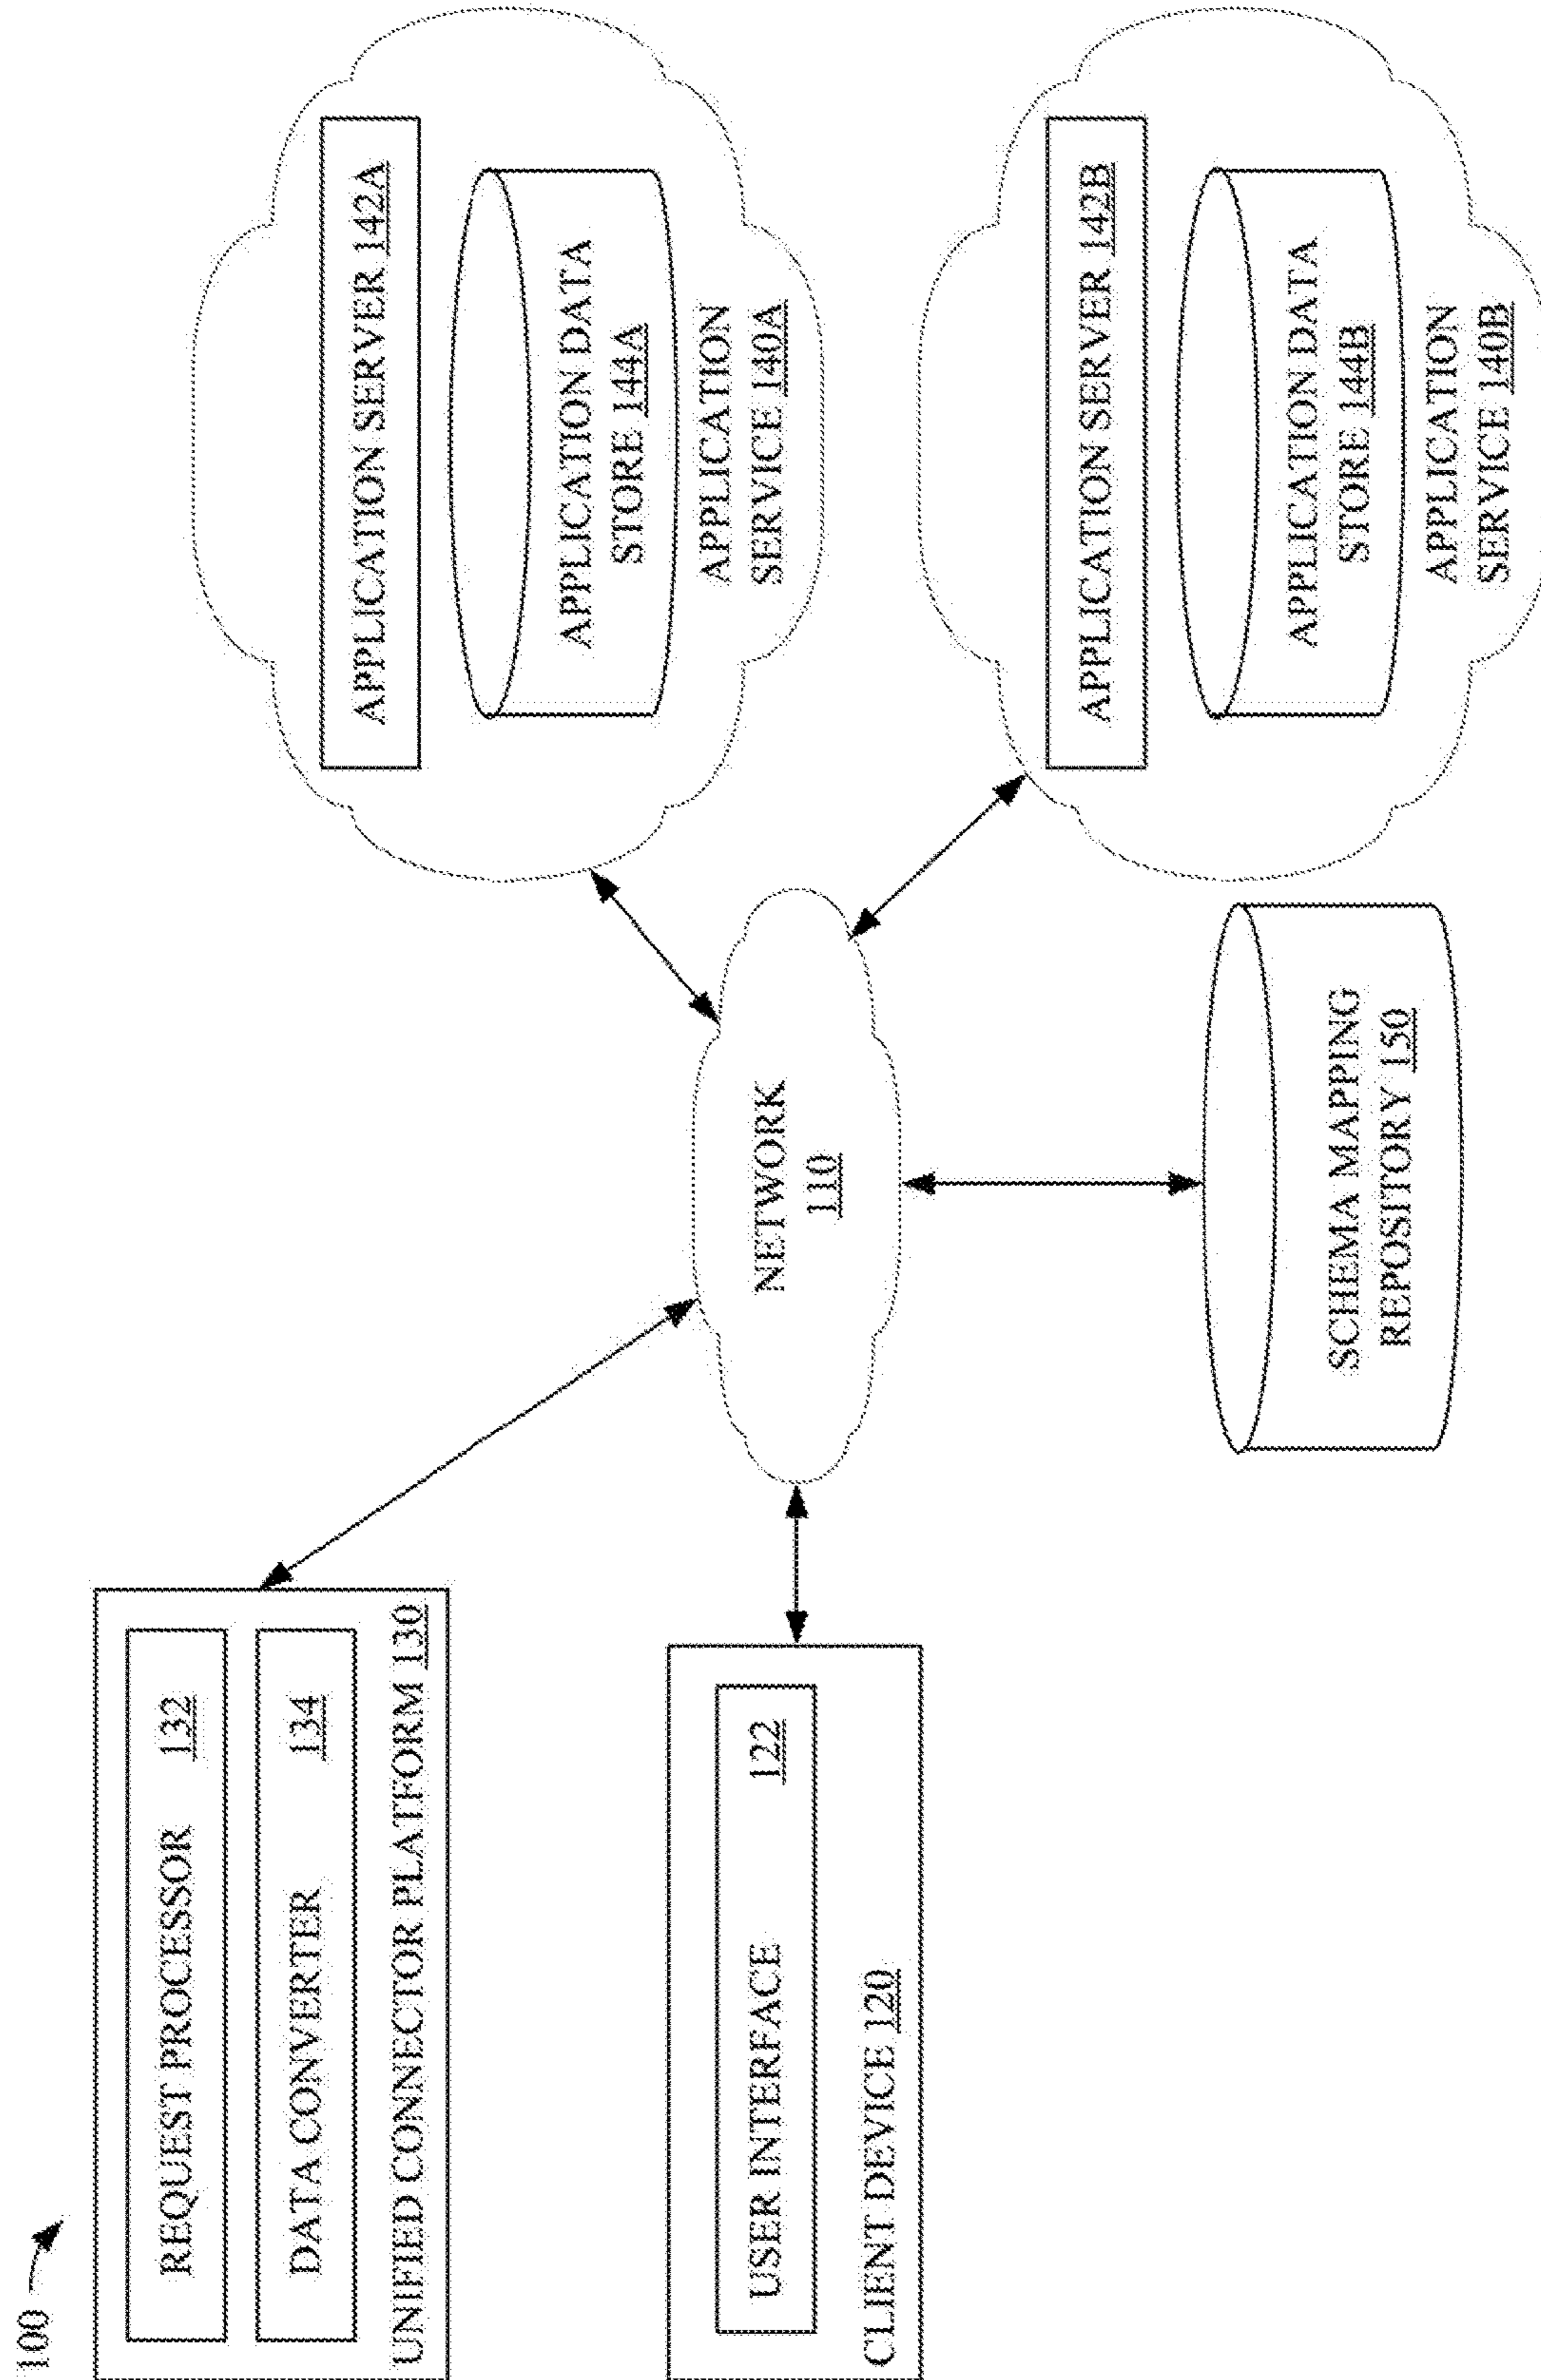 100
REQUEST PROCESSOR 132
DATA CONVERTER 134
UNIFIED CONNECTOR PLATFORM 130
USER INTERFACE 122
CLIENT DEVICE 120
NETWORK
110
SCHEMA MAPPING
REPOSITORY 150
APPLICATION SERVER 142A
APPLICATION DATA
STORE 144A
APPLICATION
SERVICE 140A
APPLICATION SERVER 142B
APPLICATION DATA
STORE 144B
APPLICATION
SERVICE 140B